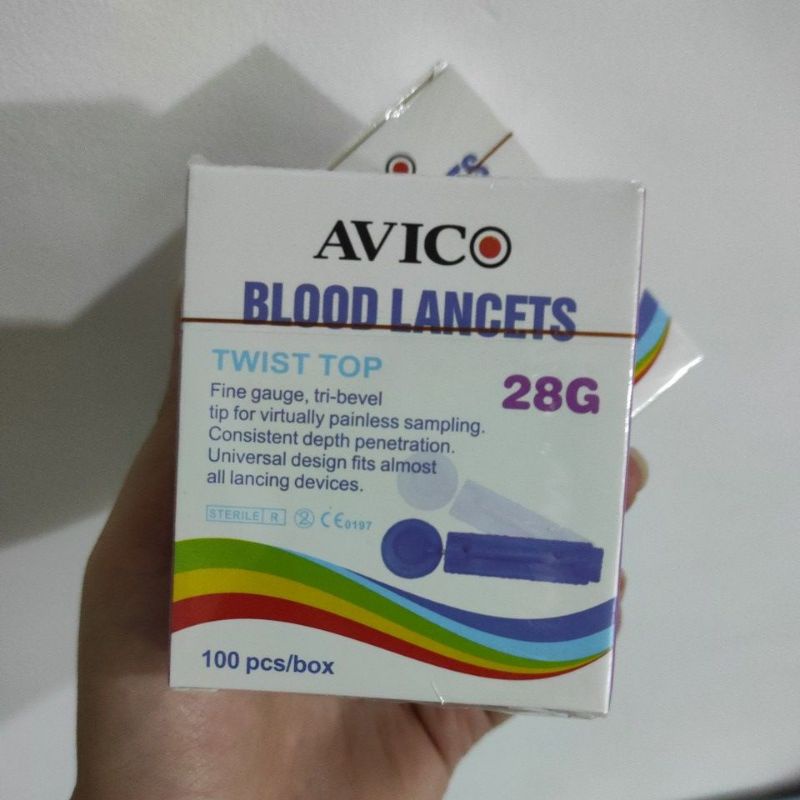 AVICO
BLOOD LANCETS
TWIST TOP
28G
Fine gauge, tri-bevel
tip for virtually painless sampling.
Consistent depth penetration.
Universal design fits almost
all lancing devices.
STERILE R 2 CE0197
100 pcs/box